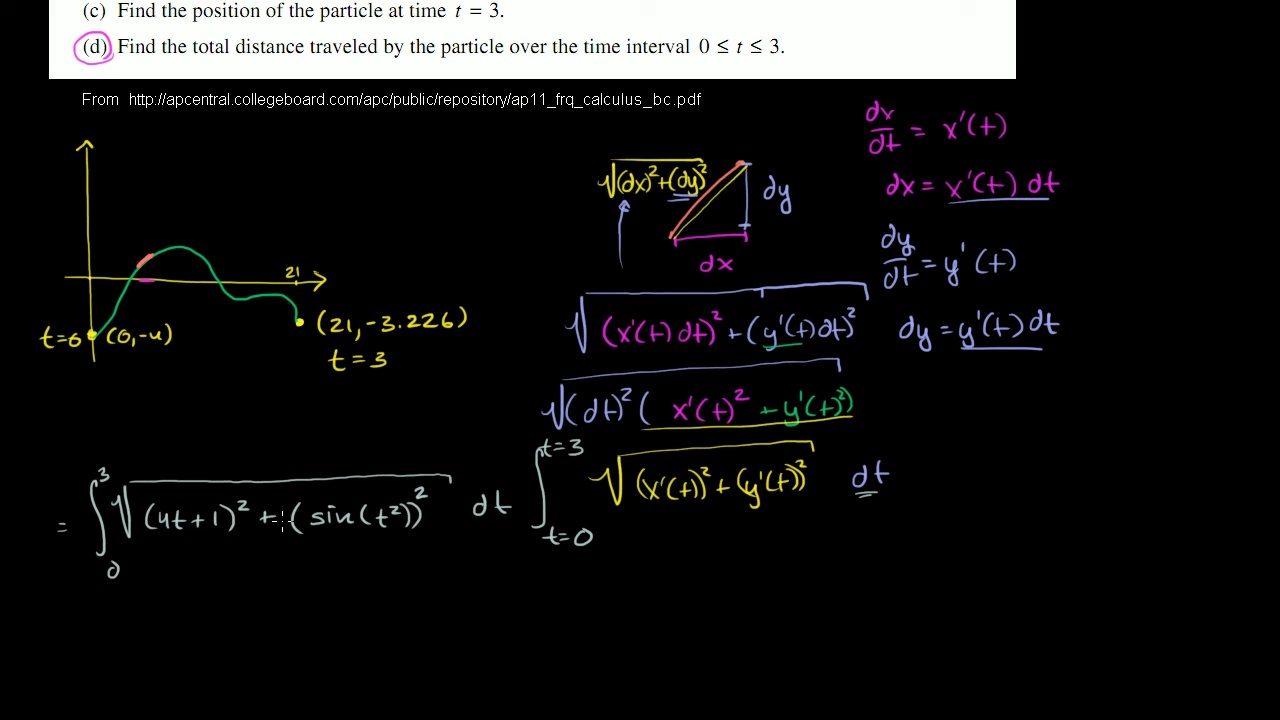 (c) Find the position of the particle at time t = 3.
(d) Find the total distance traveled by the particle over the time interval 0 ≤ t ≤ 3.
From http://apcentral.collegeboard.com/apc/public/repository/ap11_frq_calculus_bc.pdf
dx/dt = x'(t)
dx = x'(t) dt
√((dx)² + (dy)²)
dy
dx
dy/dt = y'(t)
dy = y'(t) dt
21
t=0 (0,-4)
(21, -3.226)
t = 3
√((x'(t) dt)² + (y'(t) dt)²)
√((dt)² (x'(t)² + y'(t)²))
∫ t=0 t=3 √((x'(t))² + (y'(t))²) dt
= ∫₀³ √((4t+1)² + (sin(t²))²) dt